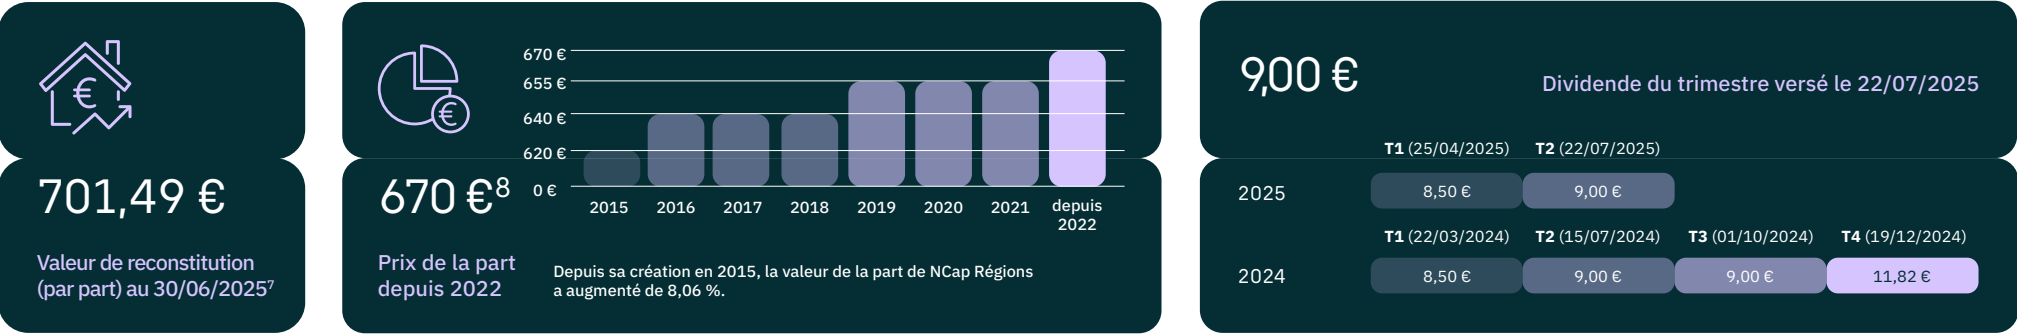 €
701,49 €
Valeur de reconstitution
(par part) au 30/06/2025⁷
€
670 €⁸
Prix de la part
depuis 2022
670 €
655 €
640 €
620 €
0 €
2015 2016 2017 2018 2019 2020 2021 depuis
2022
Depuis sa création en 2015, la valeur de la part de NCap Régions
a augmenté de 8,06 %.
9,00 € Dividende du trimestre versé le 22/07/2025
T1 (25/04/2025) T2 (22/07/2025)
2025 8,50 € 9,00 €
T1 (22/03/2024) T2 (15/07/2024) T3 (01/10/2024) T4 (19/12/2024)
2024 8,50 € 9,00 € 9,00 € 11,82 €